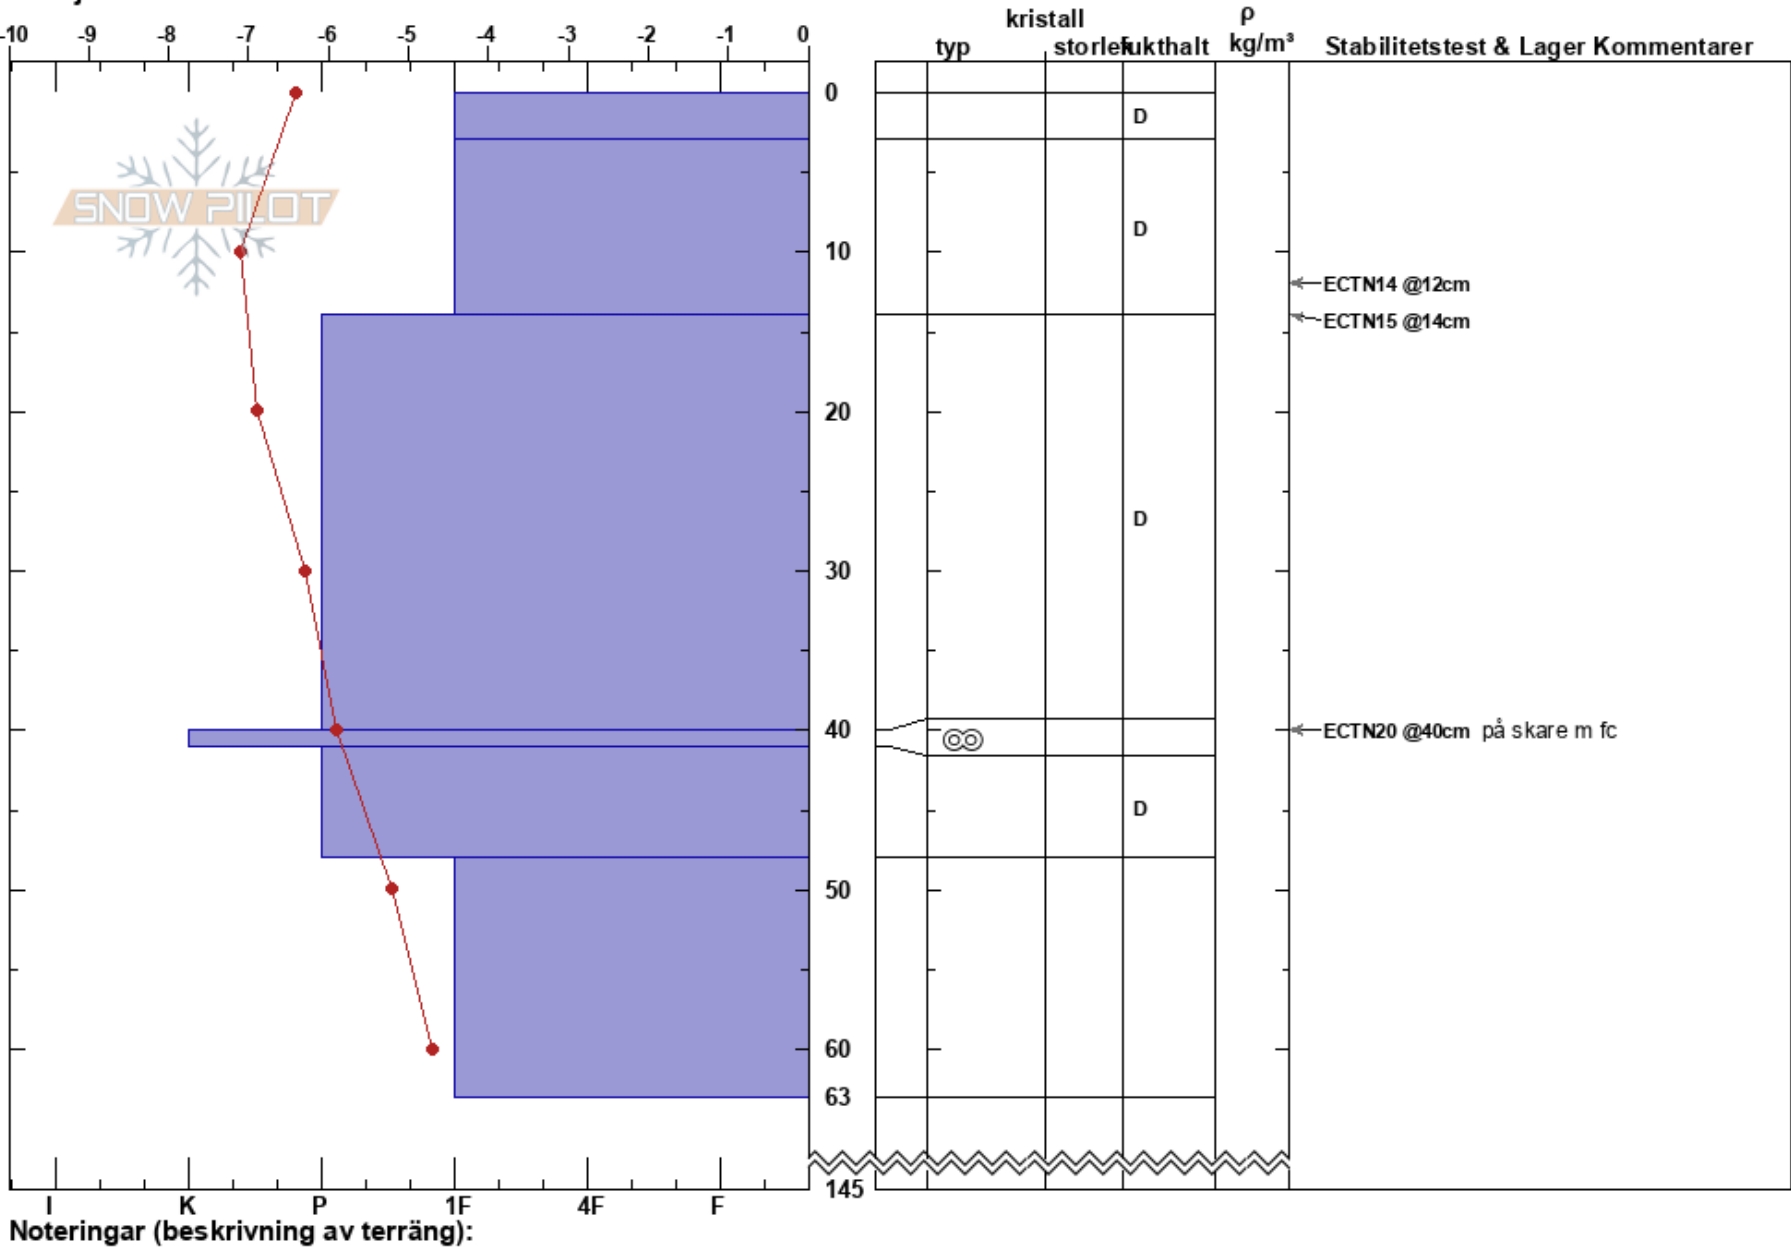 kristall ρ
-10 -9 -8 -7 -6 -5 -4 -3 -2 -1 0
typ storlek fukthalt kg/m³ Stabilitetstest & Lager Kommentarer
0
D
SNOW PILOT
D
10
ECTN14 @12cm
ECTN15 @14cm
20
D
30
40
ECTN20 @40cm på skare m fc
D
50
60
63
145
I K P 1F 4F F
Noteringar (beskrivning av terräng):